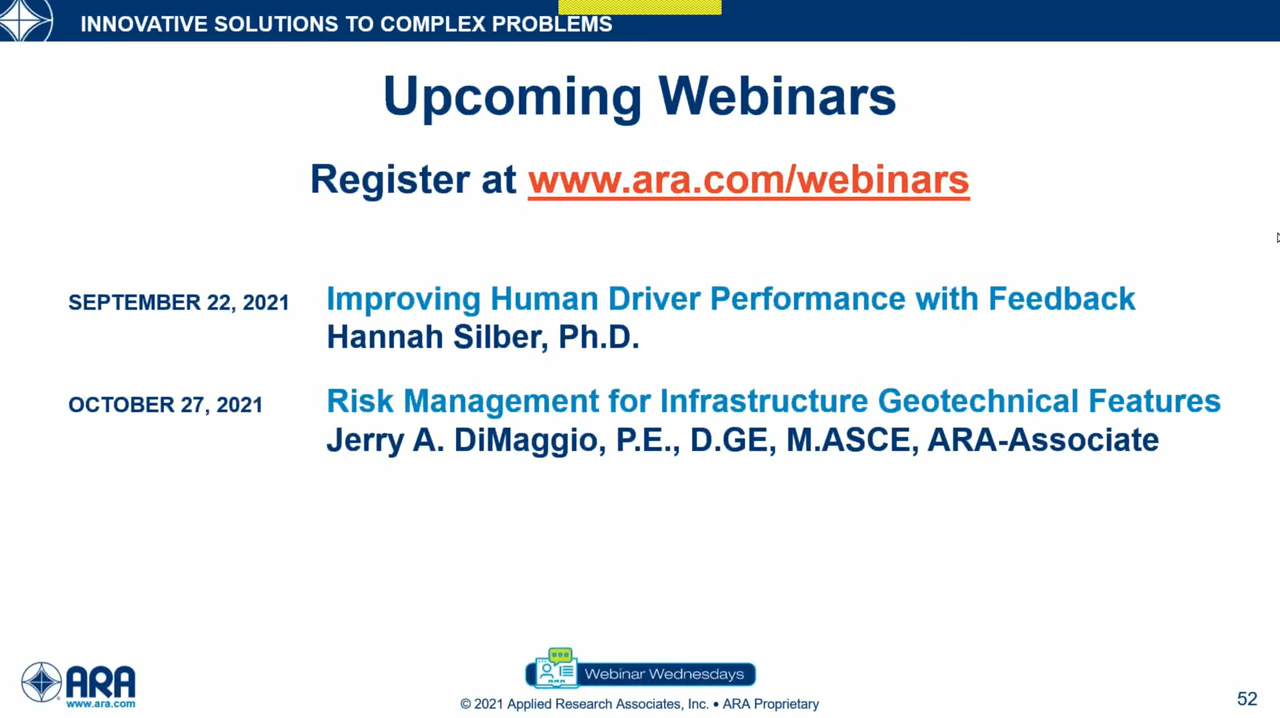 INNOVATIVE SOLUTIONS TO COMPLEX PROBLEMS
Upcoming Webinars
Register at www.ara.com/webinars
SEPTEMBER 22, 2021 Improving Human Driver Performance with Feedback
Hannah Silber, Ph.D.
OCTOBER 27, 2021 Risk Management for Infrastructure Geotechnical Features
Jerry A. DiMaggio, P.E., D.GE, M.ASCE, ARA-Associate
ARA
www.ara.com
Webinar Wednesdays
© 2021 Applied Research Associates, Inc. • ARA Proprietary
52